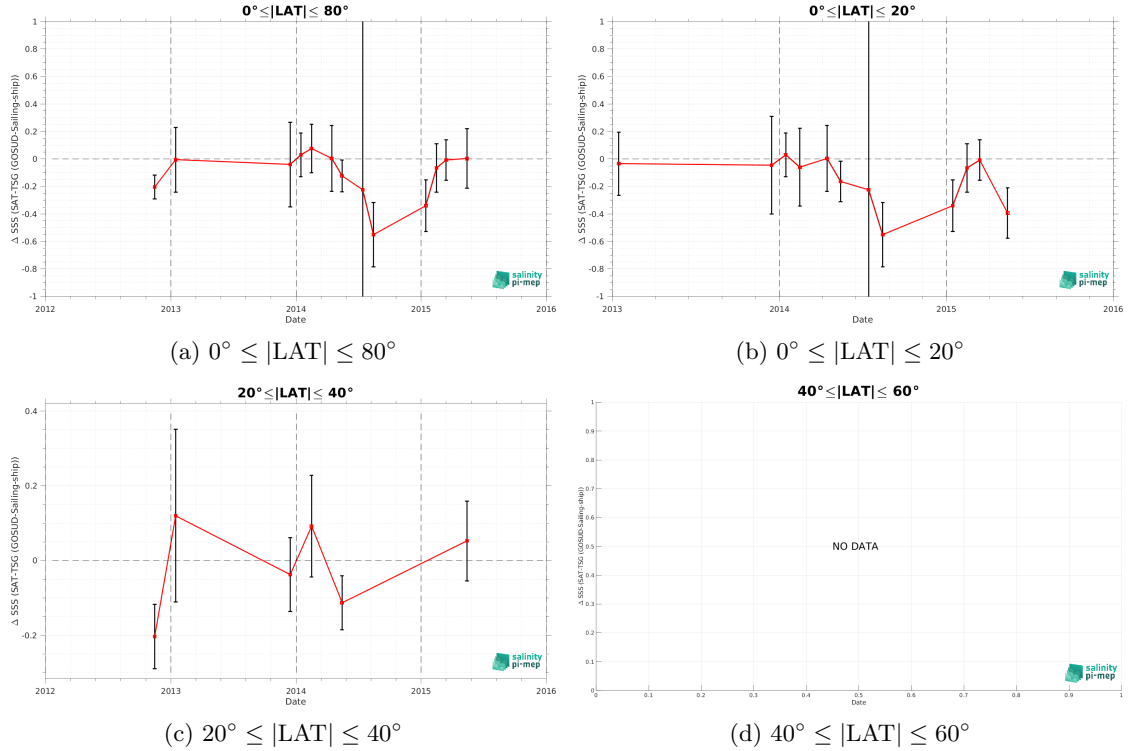 0°≤|LAT|≤ 80°
Δ SSS (SAT-TSG (GOSUD-Sailing-ship))
1
0.8
0.6
0.4
0.2
0
-0.2
-0.4
-0.6
-0.8
-1
2012 2013 2014 2015 2016
Date
salinity
pi-mep
(a) 0° ≤ |LAT| ≤ 80°
0°≤|LAT|≤ 20°
Δ SSS (SAT-TSG (GOSUD-Sailing-ship))
1
0.8
0.6
0.4
0.2
0
-0.2
-0.4
-0.6
-0.8
-1
2013 2014 2015 2016
Date
salinity
pi-mep
(b) 0° ≤ |LAT| ≤ 20°
20°≤|LAT|≤ 40°
Δ SSS (SAT-TSG (GOSUD-Sailing-ship))
0.4
0.2
0
-0.2
2012 2013 2014 2015 2016
Date
salinity
pi-mep
(c) 20° ≤ |LAT| ≤ 40°
40°≤|LAT|≤ 60°
Δ SSS (SAT-TSG (GOSUD-Sailing-ship))
1
0.9
0.8
0.7
0.6
0.5
0.4
0.3
0.2
0.1
0
NO DATA
0 0.1 0.2 0.3 0.4 0.5 0.6 0.7 0.8 0.9 1
Date
salinity
pi-mep
(d) 40° ≤ |LAT| ≤ 60°